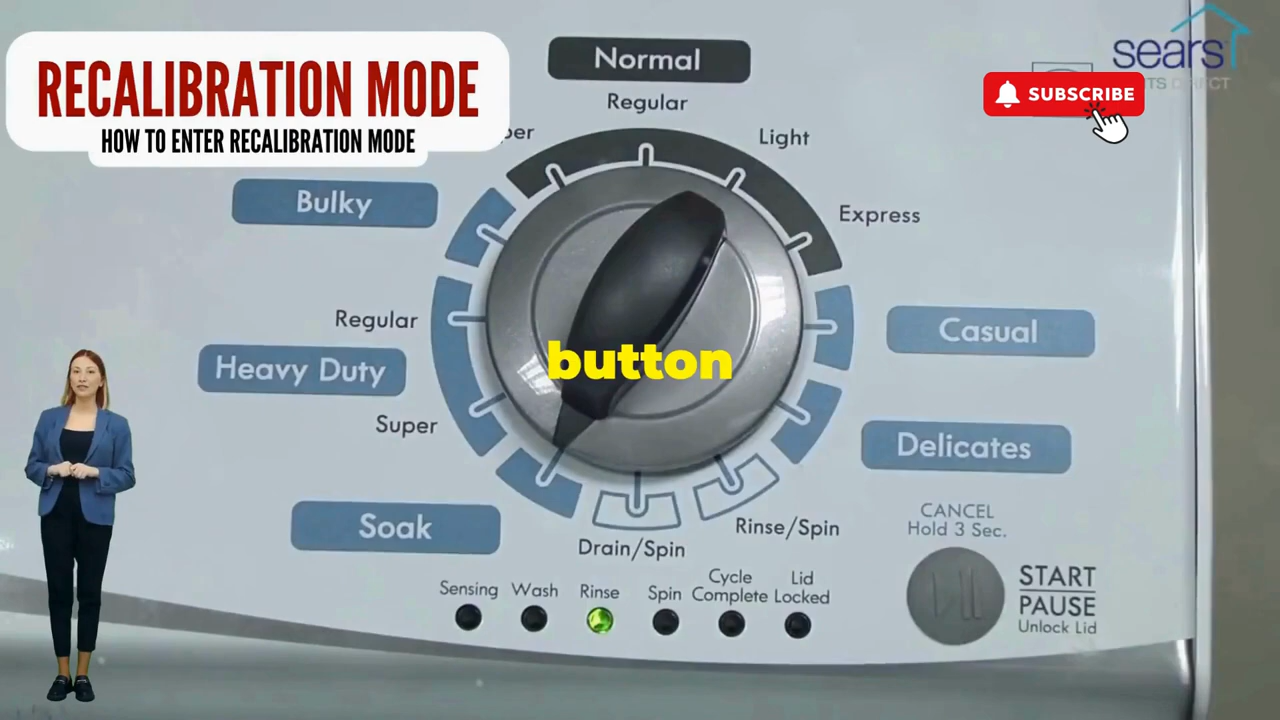 RECALIBRATION MODE
HOW TO ENTER RECALIBRATION MODE
sears
DIRECT
SUBSCRIBE
Normal
Regular
Light
Express
Bulky
Regular
Heavy Duty
Super
Soak
button
Casual
Delicates
Rinse/Spin
Drain/Spin
CANCEL
Hold 3 Sec.
Sensing
Wash
Rinse
Spin
Cycle
Complete
Lid
Locked
START
PAUSE
Unlock Lid